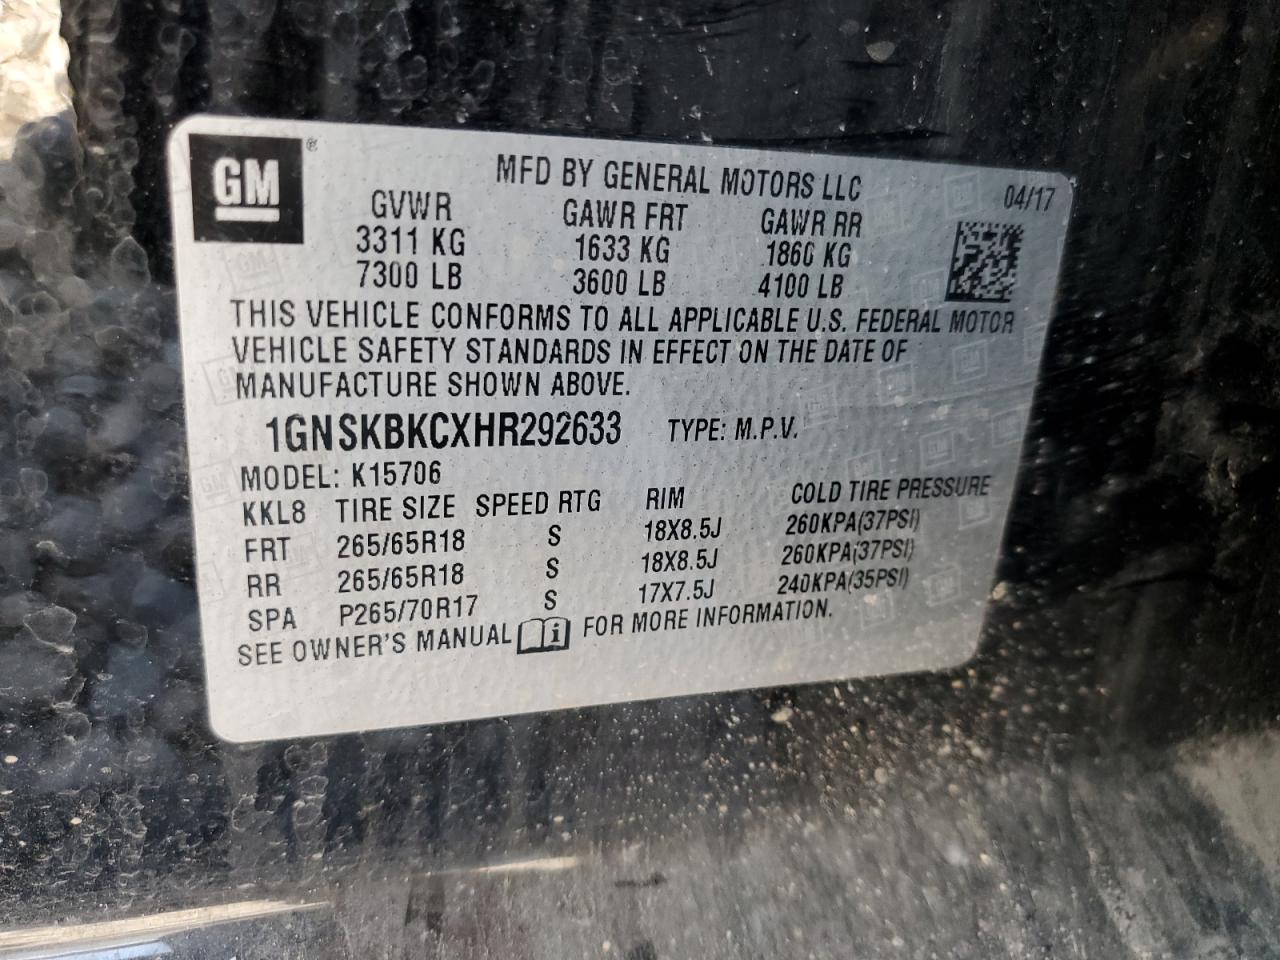 GM ®
MFD BY GENERAL MOTORS LLC 04/17
GVWR GAWR FRT GAWR RR
3311 KG 1633 KG 1860 KG
7300 LB 3600 LB 4100 LB
THIS VEHICLE CONFORMS TO ALL APPLICABLE U.S. FEDERAL MOTOR
VEHICLE SAFETY STANDARDS IN EFFECT ON THE DATE OF
MANUFACTURE SHOWN ABOVE.
1GNSKBKCXHR292633 TYPE: M.P.V.
MODEL: K15706
KKL8 TIRE SIZE SPEED RTG RIM COLD TIRE PRESSURE
FRT 265/65R18 S 18X8.5J 260KPA(37PSI)
RR 265/65R18 S 18X8.5J 260KPA(37PSI)
SPA P265/70R17 S 17X7.5J 240KPA(35PSI)
SEE OWNER'S MANUAL i FOR MORE INFORMATION.